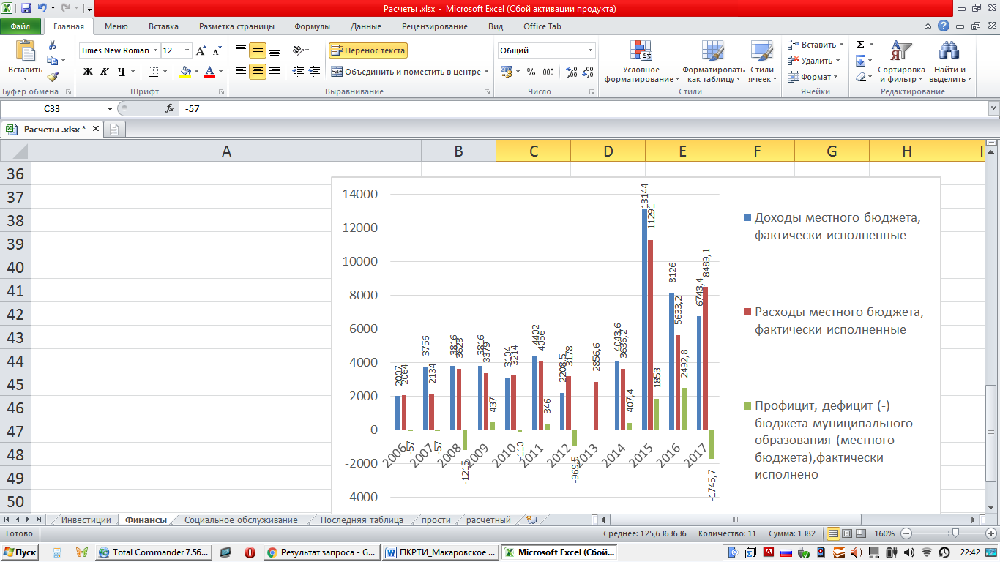 Расчеты .xlsx - Microsoft Excel (Сбой активации продукта)
Файл Главная Меню Вставка Разметка страницы Формулы Данные Рецензирование Вид Office Tab
Вставить
Буфер обмена
Times New Roman 12
Ж К Ч
Шрифт
Перенос текста
Объединить и поместить в центре
Выравнивание
Общий
% 000
Число
Условное форматирование
Форматировать как таблицу
Стили ячеек
Стили
Вставить
Удалить
Формат
Ячейки
Сортировка и фильтр
Найти и выделить
Редактирование
C33 fx -57
Расчеты .xlsx *
A B C D E F G H I
36
37
38
39
40
41
42
43
44
45
46
47
48
49
50
14000
12000
10000
8000
6000
4000
2000
0
-2000
-4000
2007 3756 3816 3816 3104 4402 2208,5 4043,6 13144 8126 6743,4
2064 2134 3623 3379 3214 4056 3178 2856,6 3636,2 11291 5633,2 8489,1
-57 -57 -1215 437 -110 346 -969,5 407,4 1853 2492,8 -1745,7
2006 2007 2008 2009 2010 2011 2012 2013 2014 2015 2016 2017
Доходы местного бюджета,
фактически исполненные
Расходы местного бюджета,
фактически исполненные
Профицит, дефицит (-)
бюджета муниципального
образования (местного
бюджета),фактически
исполнено
Инвестиции Финансы Социальное обслуживание Последняя таблица прости расчетный
Готово Среднее: 125,6363636 Количество: 11 Сумма: 1382 160%
Пуск Total Commander 7.56... Результат запроса - G... ПКРТИ_Макаровское ... Microsoft Excel (Сбой... 22:42